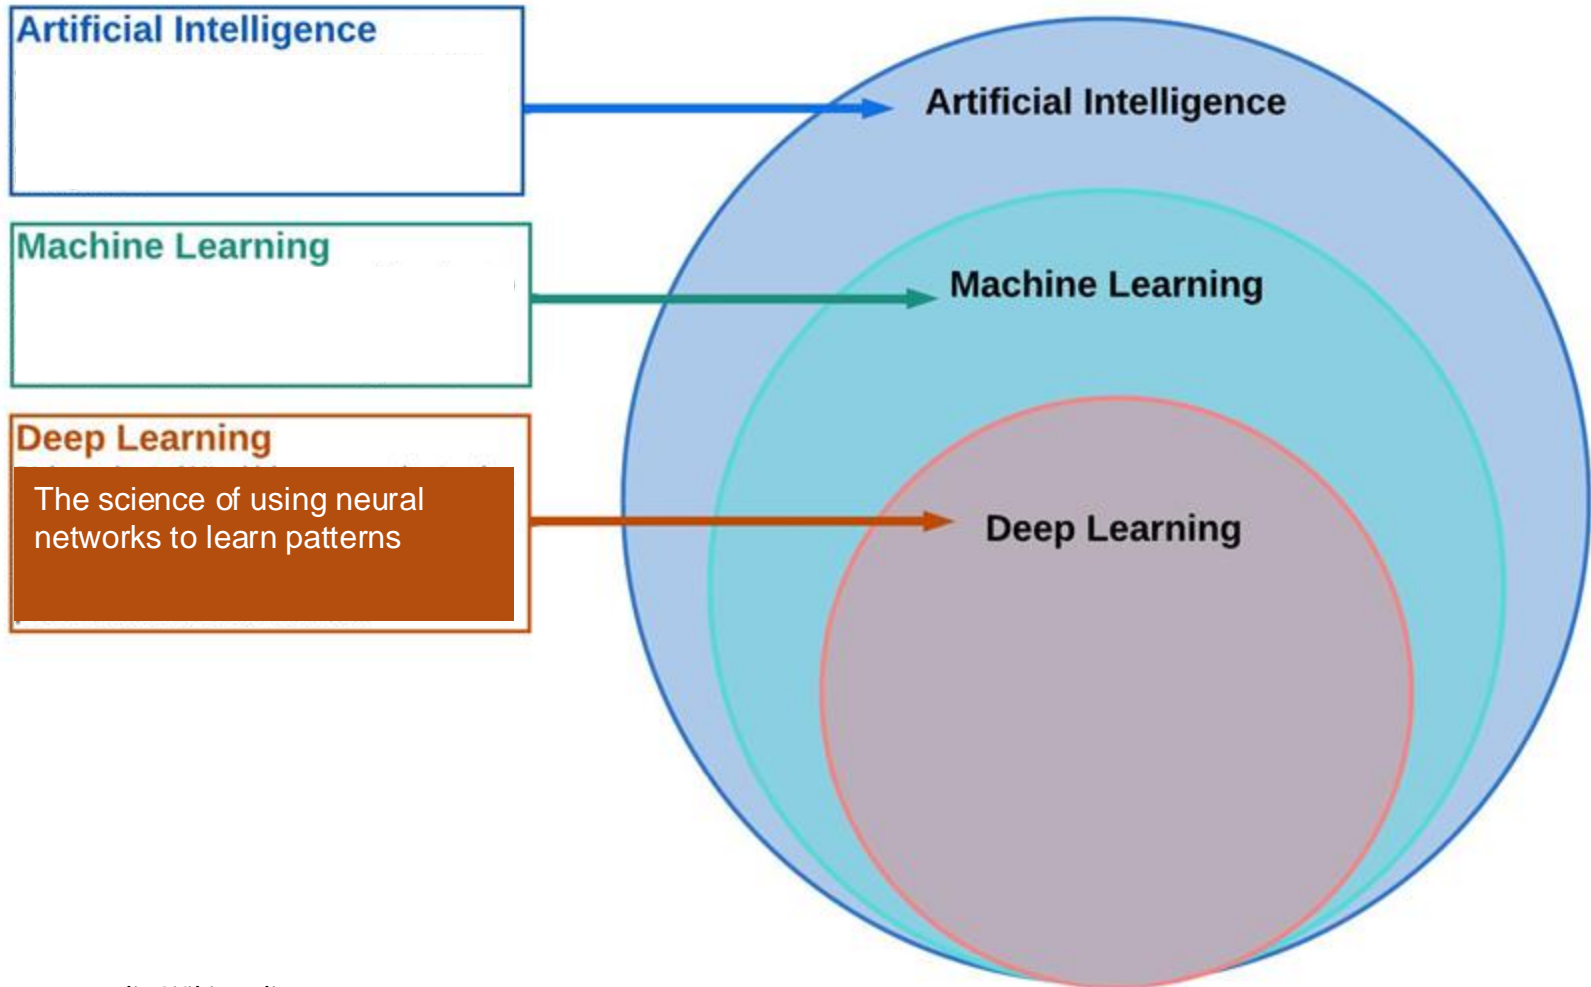 Artificial Intelligence
Artificial Intelligence
Machine Learning
Machine Learning
Deep Learning
The science of using neural
networks to learn patterns
Deep Learning